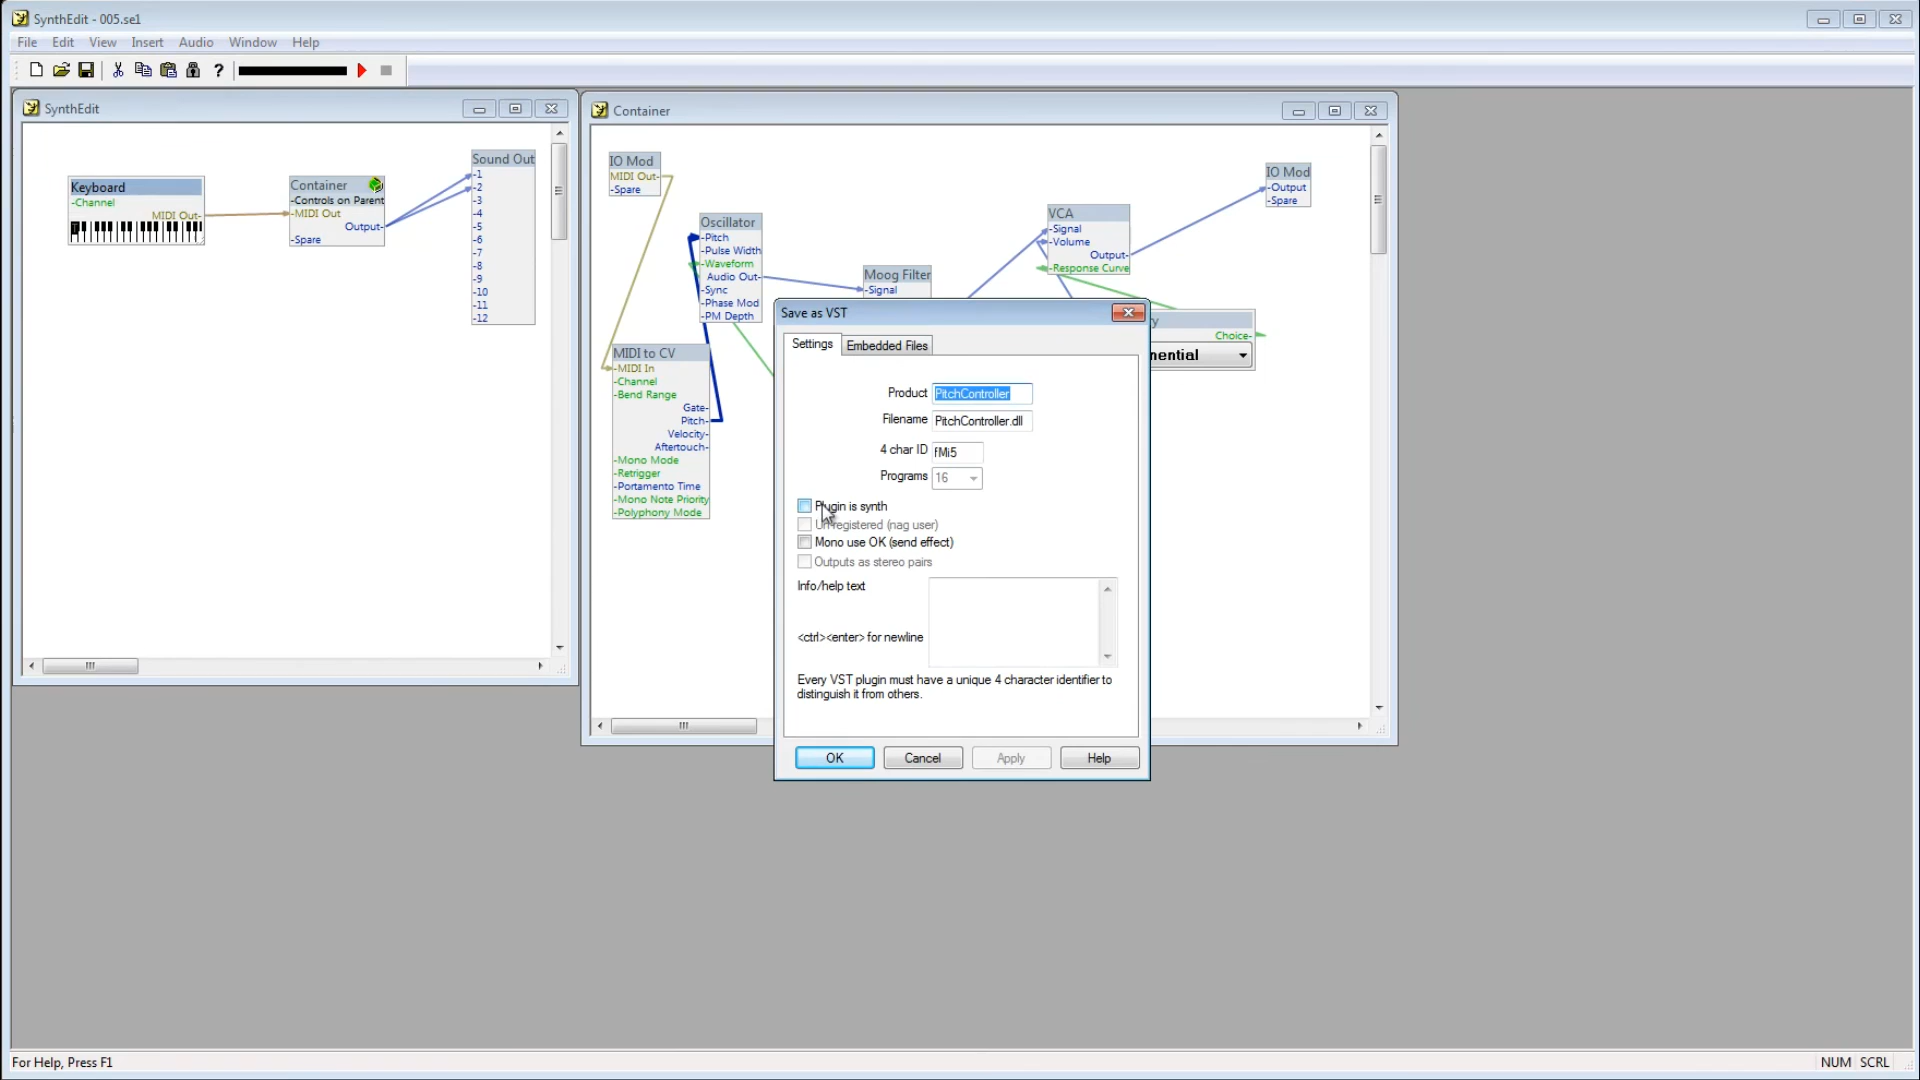 SynthEdit - 005.se1
File Edit View Insert Audio Window Help
SynthEdit
Keyboard
-Channel
MIDI Out-
Container
-Controls on Parent
-MIDI Out
Output-
-Spare
Sound Out
-1
-2
-3
-4
-5
-6
-7
-8
-9
-10
-11
-12
Container
IO Mod
MIDI Out-
-Spare
Oscillator
-Pitch
-Pulse Width
-Waveform
Audio Out-
-Sync
-Phase Mod
-PM Depth
MIDI to CV
-MIDI In
-Channel
-Bend Range
Gate-
Pitch-
Velocity-
Aftertouch-
-Mono Mode
-Retrigger
-Portamento Time
-Mono Note Priority
-Polyphony Mode
Moog Filter
-Signal
VCA
-Signal
-Volume
Output-
-Response Curve
IO Mod
-Output
-Spare
y
Choice-
nential
Save as VST
Settings Embedded Files
Product PitchController
Filename PitchController.dll
4 char ID fMi5
Programs 16
Plugin is synth
Unregistered (nag user)
Mono use OK (send effect)
Outputs as stereo pairs
Info/help text
<ctrl><enter> for newline
Every VST plugin must have a unique 4 character identifier to
distinguish it from others.
OK Cancel Apply Help
For Help, Press F1
NUM SCRL